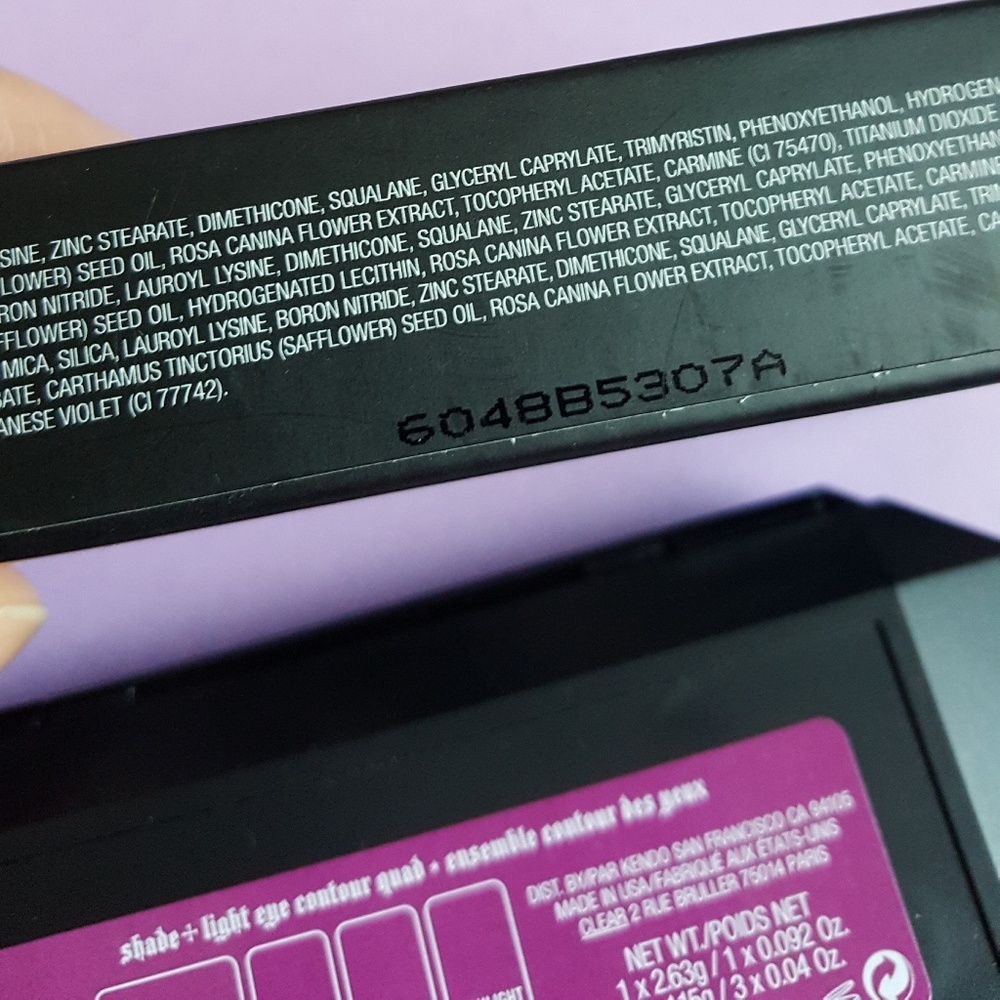 SINE, ZINC STEARATE, DIMETHICONE, SQUALANE, GLYCERYL CAPRYLATE, TRIMYRISTIN, PHENOXYETHANOL, HYDROGEN
LOWER) SEED OIL, ROSA CANINA FLOWER EXTRACT, TOCOPHERYL ACETATE, CARMINE (CI 75470), TITANIUM DIOXIDE
RON NITRIDE, LAUROYL LYSINE, DIMETHICONE, SQUALANE, ZINC STEARATE, GLYCERYL CAPRYLATE, PHENOXYETHAN
FFLOWER) SEED OIL, HYDROGENATED LECITHIN, ROSA CANINA FLOWER EXTRACT, TOCOPHERYL ACETATE, CARMINE
MICA, SILICA, LAUROYL LYSINE, BORON NITRIDE, ZINC STEARATE, DIMETHICONE, SQUALANE, GLYCERYL CAPRYLATE, TRI
ATE, CARTHAMUS TINCTORIUS (SAFFLOWER) SEED OIL, ROSA CANINA FLOWER EXTRACT, TOCOPHERYL ACETATE, CA
ANESE VIOLET (CI 77742).
6048B5307A
shade + light eye contour quad • ensemble contour des yeux
DIST. BY/PAR KENDO SAN FRANCISCO CA 94105
MADE IN USA/FABRIQUÉ AUX ÉTATS-UNIS
CLEAR 2 RUE BRULLER 75014 PARIS
NET WT./POIDS NET
1 x 2.63g / 1 x 0.092 Oz.
/ 3 x 0.04 Oz.